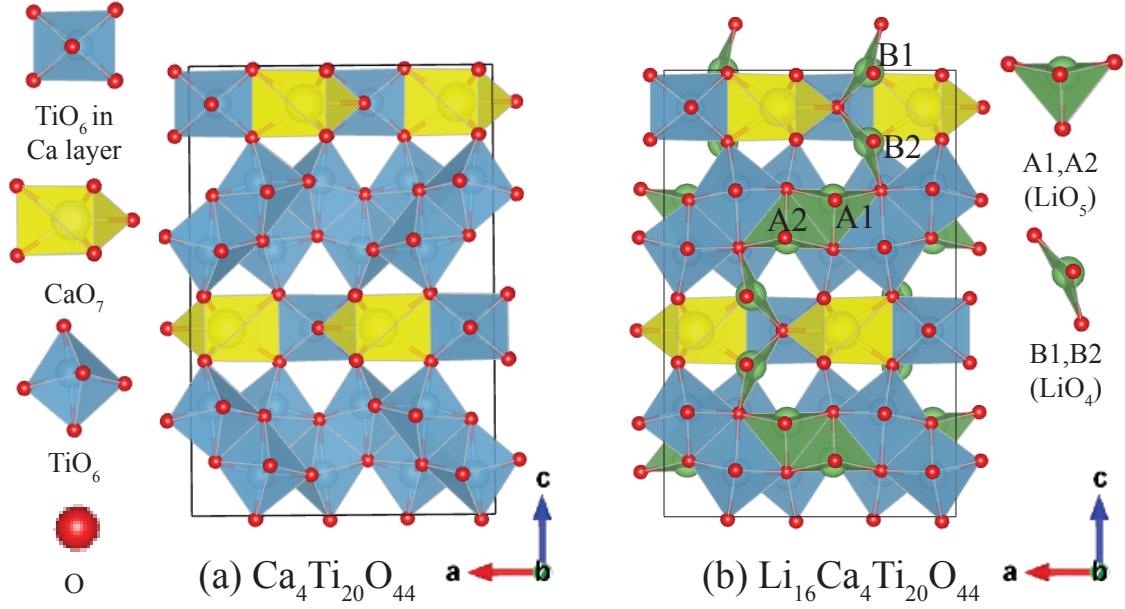 TiO₆ in
Ca layer
CaO₇
TiO₆
O
c
a
b
(a) Ca₄Ti₂₀O₄₄
B1
B2
A2
A1
c
a
b
(b) Li₁₆Ca₄Ti₂₀O₄₄
A1,A2
(LiO₅)
B1,B2
(LiO₄)